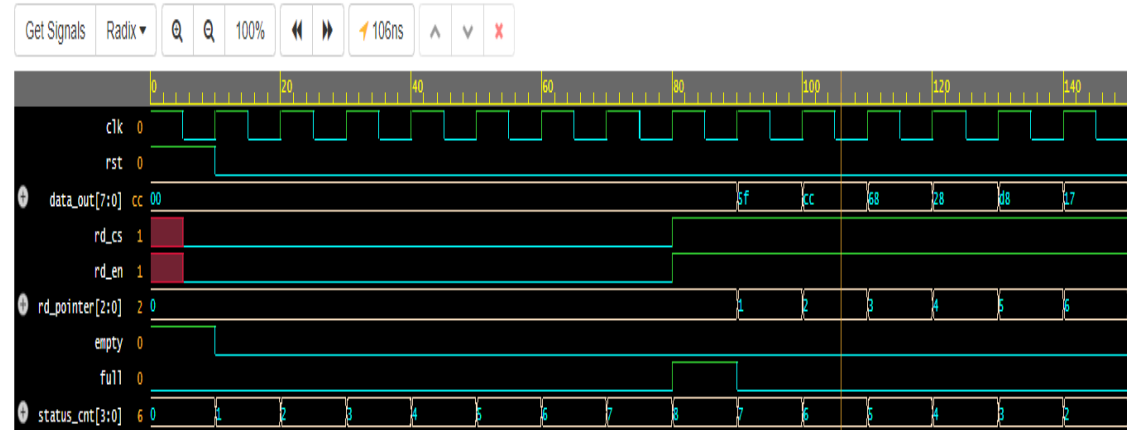 Get Signals Radix▾ 100% 106ns
0 20 40 60 80 100 120 140
clk 0
rst 0
data_out[7:0] cc 00 5f cc 68 28 d8 17
rd_cs 1
rd_en 1
rd_pointer[2:0] 2 0 1 2 3 4 5 6
empty 0
full 0
status_cnt[3:0] 6 0 1 2 3 4 5 6 7 8 7 6 5 4 3 2